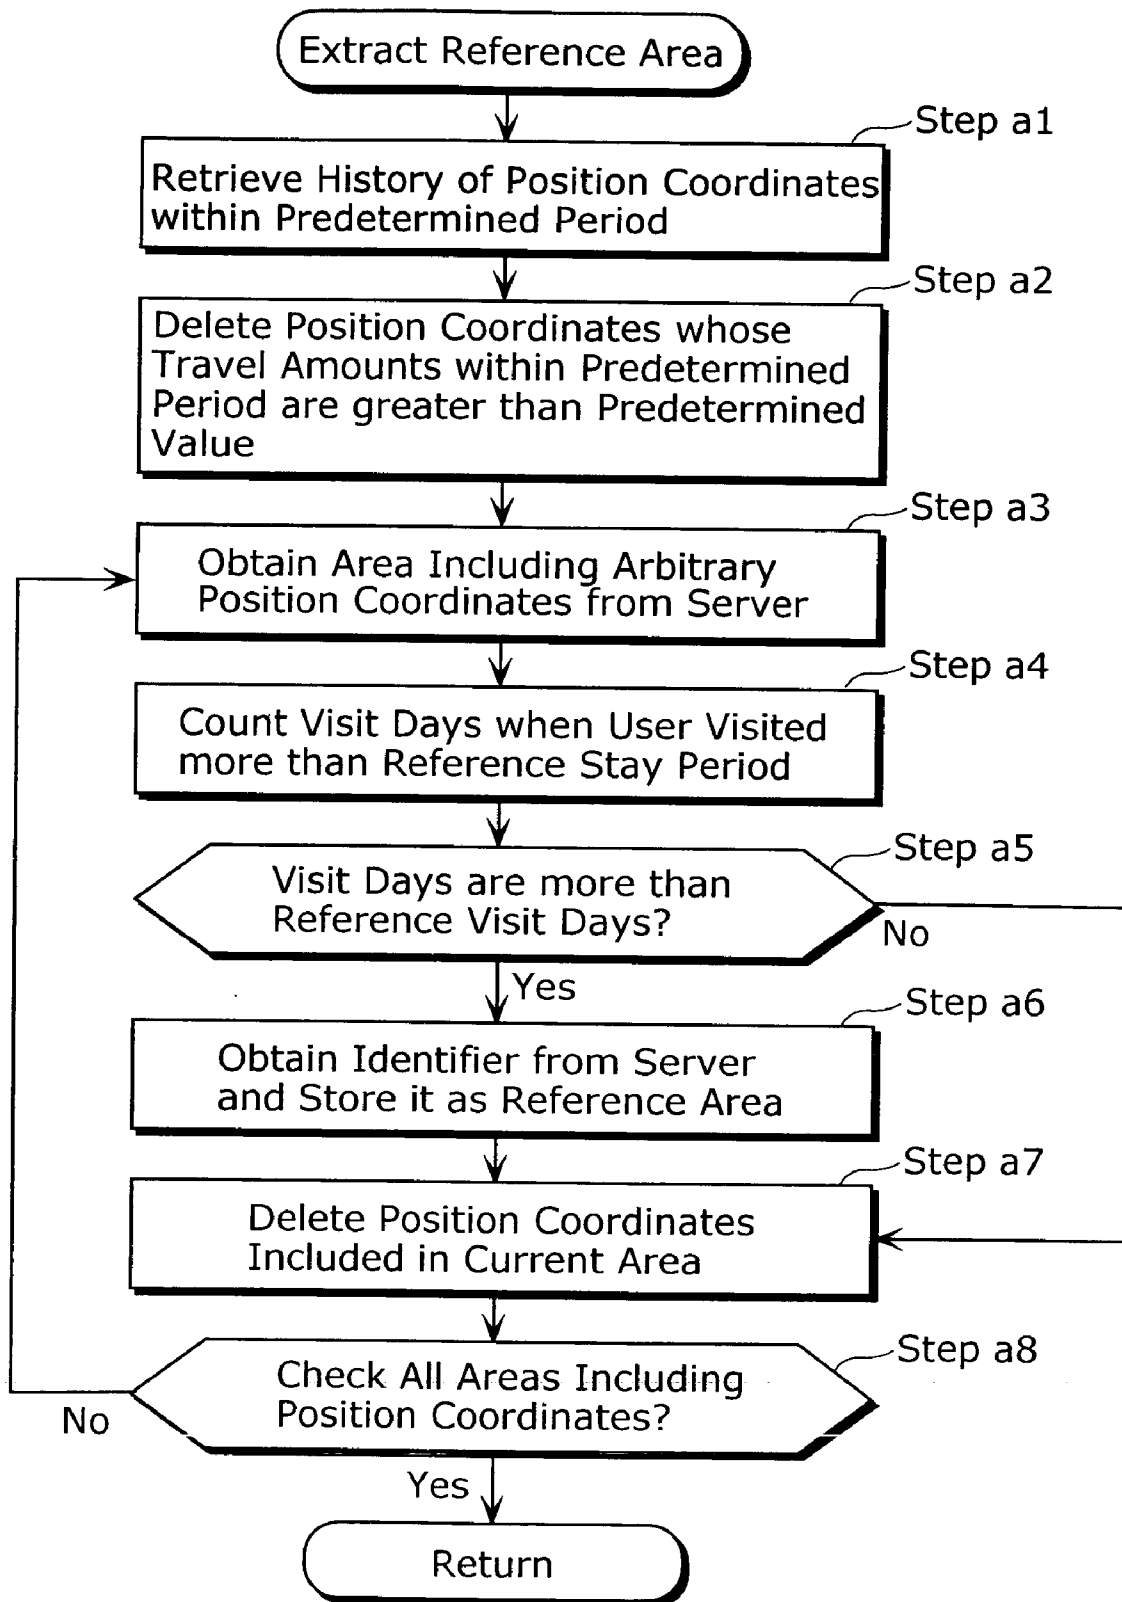 Extract Reference Area
Step a1
Retrieve History of Position Coordinates
within Predetermined Period
Step a2
Delete Position Coordinates whose
Travel Amounts within Predetermined
Period are greater than Predetermined
Value
Step a3
Obtain Area Including Arbitrary
Position Coordinates from Server
Step a4
Count Visit Days when User Visited
more than Reference Stay Period
Step a5
Visit Days are more than
Reference Visit Days?
No
Yes
Step a6
Obtain Identifier from Server
and Store it as Reference Area
Step a7
Delete Position Coordinates
Included in Current Area
Step a8
Check All Areas Including
Position Coordinates?
No
Yes
Return